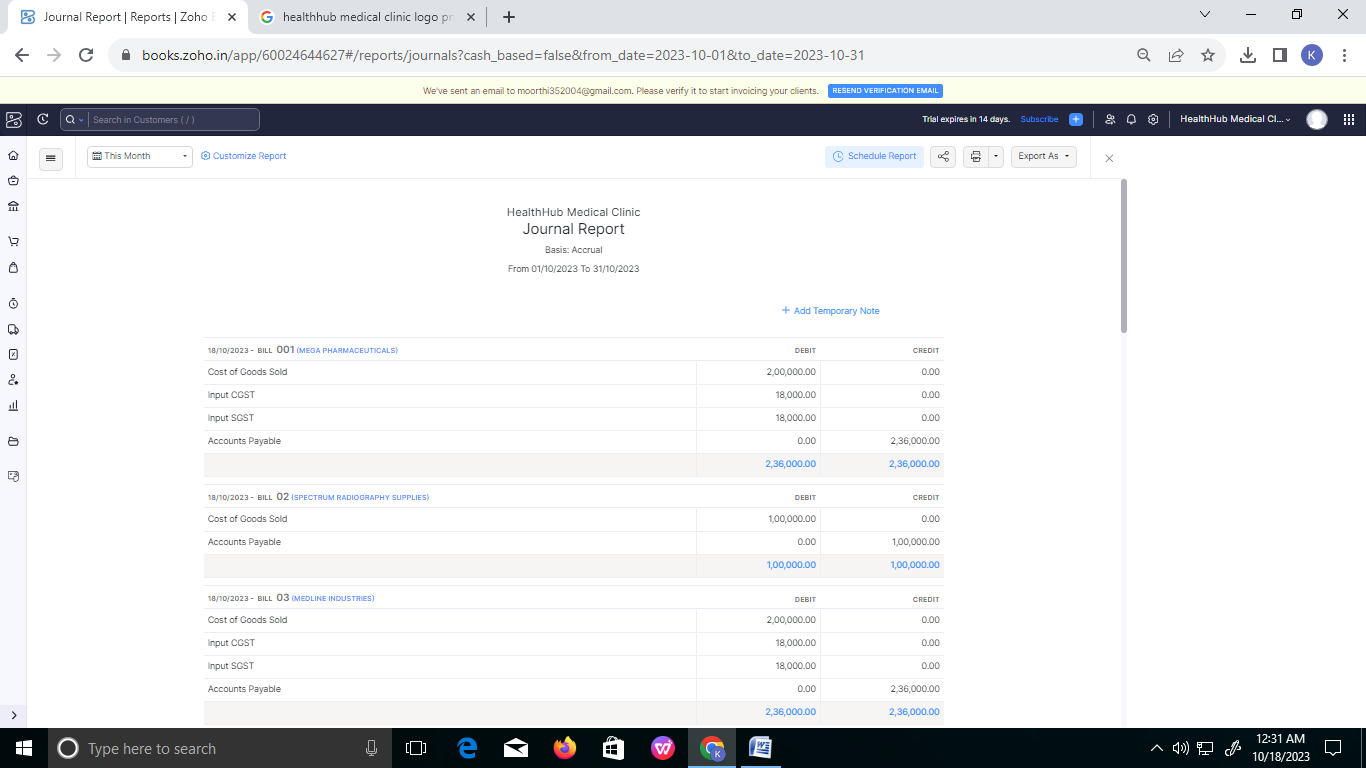 Journal Report | Reports | Zoho B
healthhub medical clinic logo pr
books.zoho.in/app/60024644627#/reports/journals?cash_based=false&from_date=2023-10-01&to_date=2023-10-31
K
We've sent an email to moorthi352004@gmail.com. Please verify it to start invoicing your clients. RESEND VERIFICATION EMAIL
Search in Customers ( / )
Trial expires in 14 days. Subscribe
HealthHub Medical Cl...
This Month
Customize Report
Schedule Report
Export As
HealthHub Medical Clinic
Journal Report
Basis: Accrual
From 01/10/2023 To 31/10/2023
+ Add Temporary Note
18/10/2023 - BILL 001 (MEGA PHARMACEUTICALS) DEBIT CREDIT
Cost of Goods Sold 2,00,000.00 0.00
Input CGST 18,000.00 0.00
Input SGST 18,000.00 0.00
Accounts Payable 0.00 2,36,000.00
2,36,000.00 2,36,000.00
18/10/2023 - BILL 02 (SPECTRUM RADIOGRAPHY SUPPLIES) DEBIT CREDIT
Cost of Goods Sold 1,00,000.00 0.00
Accounts Payable 0.00 1,00,000.00
1,00,000.00 1,00,000.00
18/10/2023 - BILL 03 (MEDLINE INDUSTRIES) DEBIT CREDIT
Cost of Goods Sold 2,00,000.00 0.00
Input CGST 18,000.00 0.00
Input SGST 18,000.00 0.00
Accounts Payable 0.00 2,36,000.00
2,36,000.00 2,36,000.00
Type here to search
12:31 AM
10/18/2023